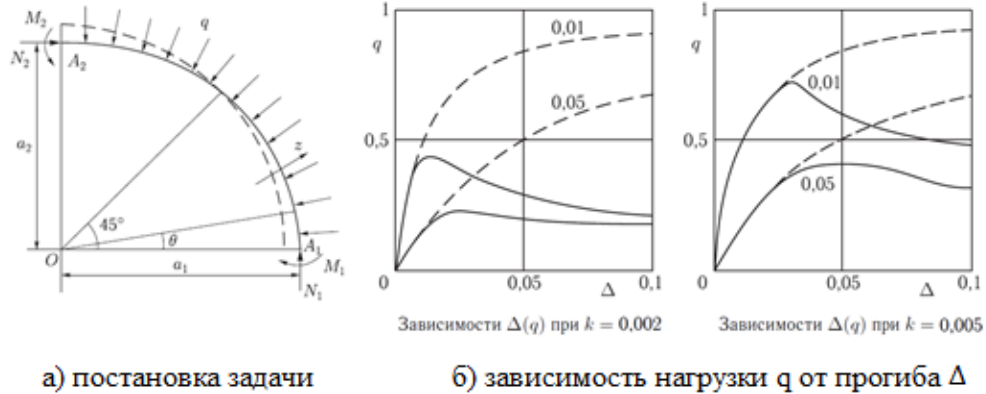 M₂
q
N₂
A₂
a₂
z
45°
θ
O
A₁
a₁
M₁
N₁
1
q
0,01
0,05
0,5
0
0,05
Δ
0,1
Зависимости Δ(q) при k = 0,002
1
q
0,01
0,5
0,05
0
0,05
Δ
0,1
Зависимости Δ(q) при k = 0,005
а) постановка задачи
б) зависимость нагрузки q от прогиба Δ